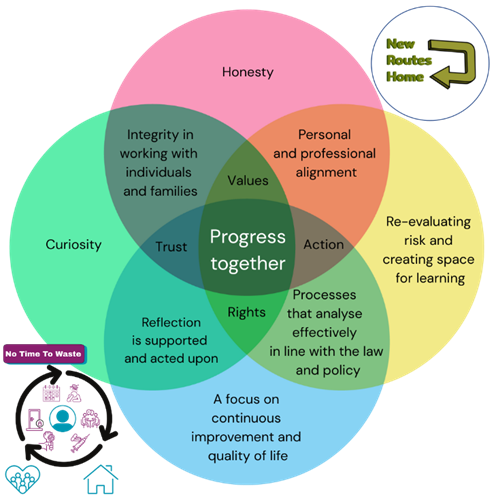 New
Routes
Home
Honesty
Integrity in
working with
individuals
and families
Personal
and professional
alignment
Values
Curiosity
Trust
Progress
together
Action
Re-evaluating
risk and
creating space
for learning
Rights
Reflection
is supported
and acted upon
Processes
that analyse
effectively
in line with the law
and policy
A focus on
continuous
improvement and
quality of life
No Time To Waste